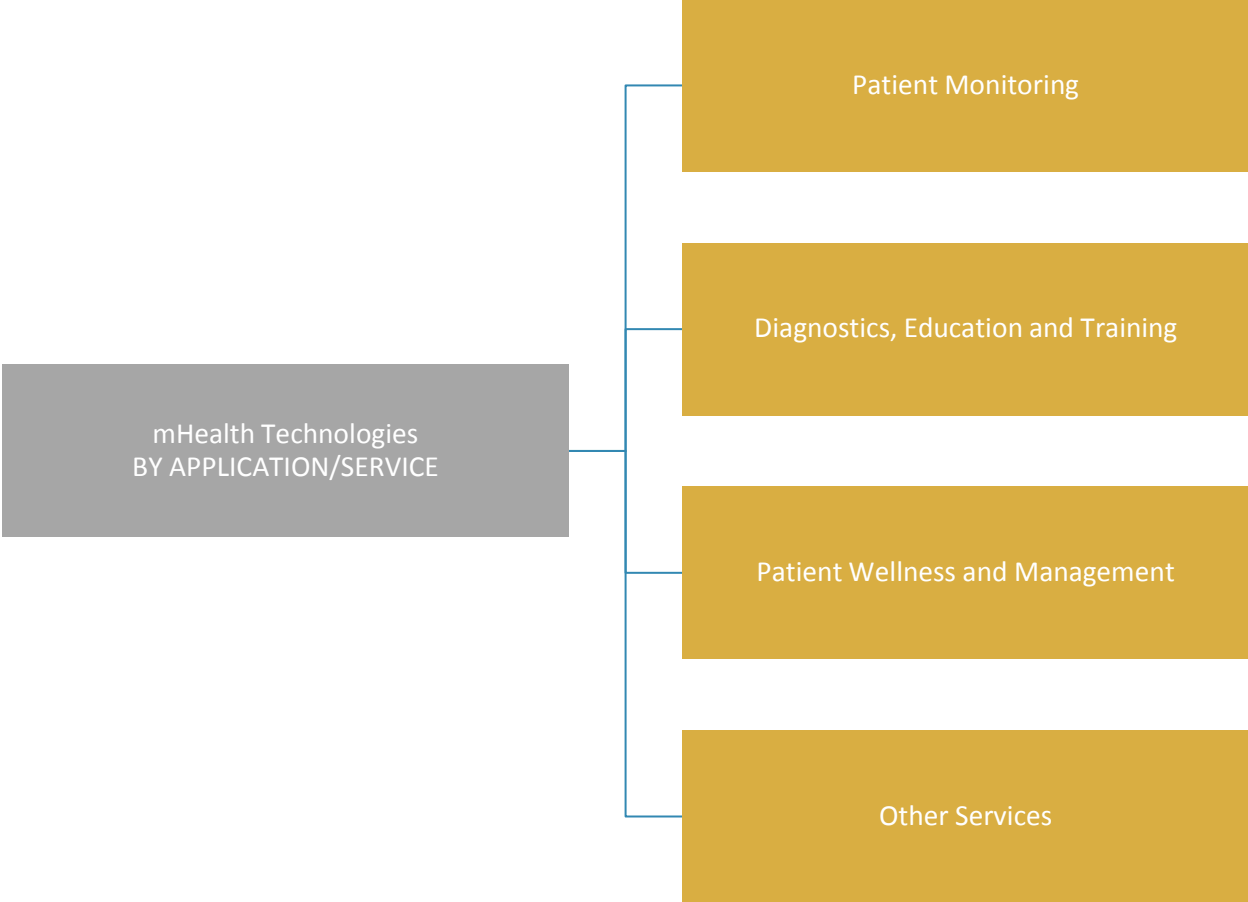 Patient Monitoring
Diagnostics, Education and Training
mHealth Technologies
BY APPLICATION/SERVICE
Patient Wellness and Management
Other Services